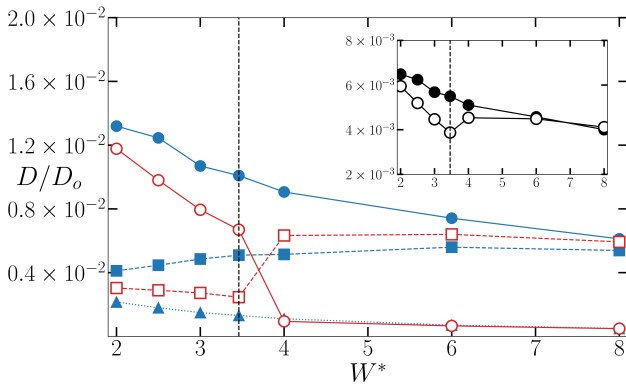 2.0 × 10⁻²
1.6 × 10⁻²
1.2 × 10⁻²
D/Dₒ
0.8 × 10⁻²
0.4 × 10⁻²
2 3 4 5 6 7 8
W*
8 × 10⁻³
6 × 10⁻³
4 × 10⁻³
2 × 10⁻³
2 3 4 5 6 7 8